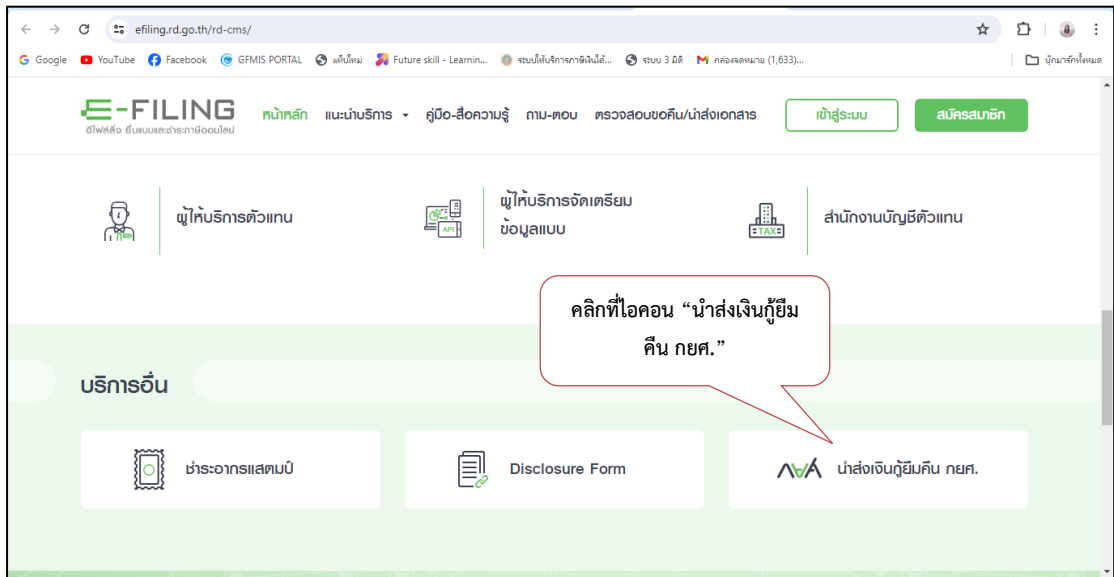 efiling.rd.go.th/rd-cms/
Google YouTube Facebook GFMIS PORTAL แท็บใหม่ Future skill - Learnin... ระบบให้บริการภาษีเงินได้... ระบบ 3 มิติ กล่องจดหมาย (1,633)... บุ๊กมาร์กทั้งหมด
E-FILING หน้าหลัก แนะนำบริการ คู่มือ-สื่อความรู้ ถาม-ตอบ ตรวจสอบขอคืน/นำส่งเอกสาร เข้าสู่ระบบ สมัครสมาชิก
อีไฟล์ลิ่ง ยื่นแบบและชำระภาษีออนไลน์
ผู้ให้บริการตัวแทน
ผู้ให้บริการจัดเตรียม
ข้อมูลแบบ
API
สำนักงานบัญชีตัวแทน
TAX
คลิกที่ไอคอน “นำส่งเงินกู้ยืม
คืน กยศ.”
บริการอื่น
ชำระอากรแสตมป์
Disclosure Form
กยศ นำส่งเงินกู้ยืมคืน กยศ.